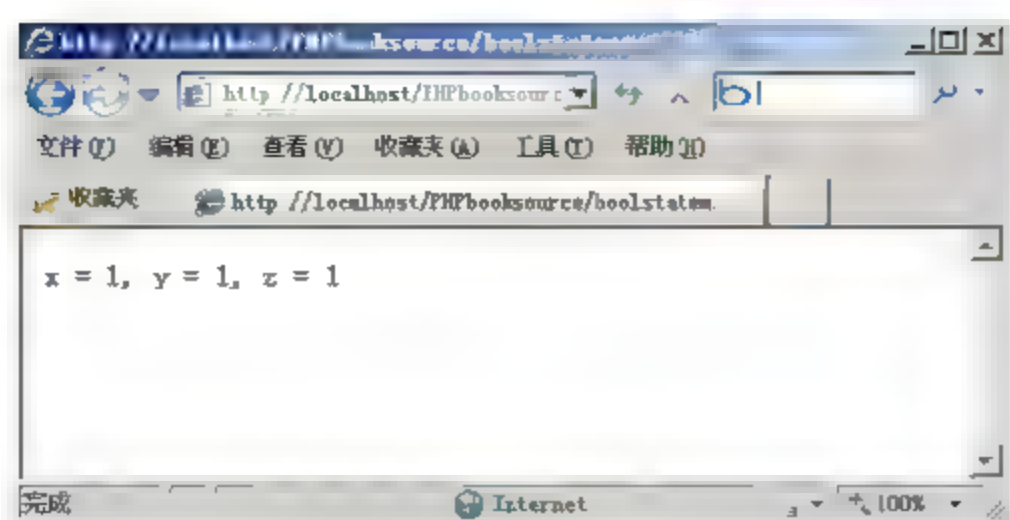 http //localhost/PHPbooksourc
文件(F) 编辑(E) 查看(V) 收藏夹(A) 工具(T) 帮助(H)
收藏夹 http //localhost/PHPbooksource/boolstatem.
x = 1, y = 1, z = 1
完成 Internet 100%